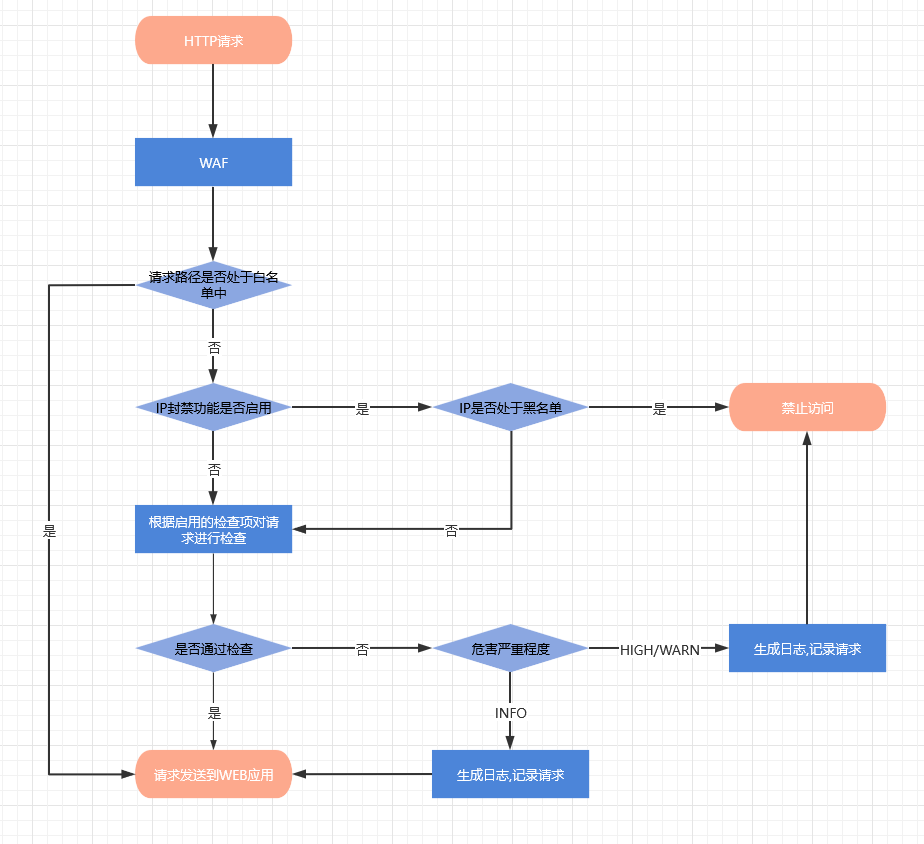 HTTP请求
WAF
请求路径是否处于白名
单中
否
IP封禁功能是否启用
是
IP是否处于黑名单
是
禁止访问
否
根据启用的检查项对请
求进行检查
否
是
是否通过检查
否
危害严重程度
HIGH/WARN
生成日志,记录请求
是
INFO
请求发送到WEB应用
生成日志,记录请求